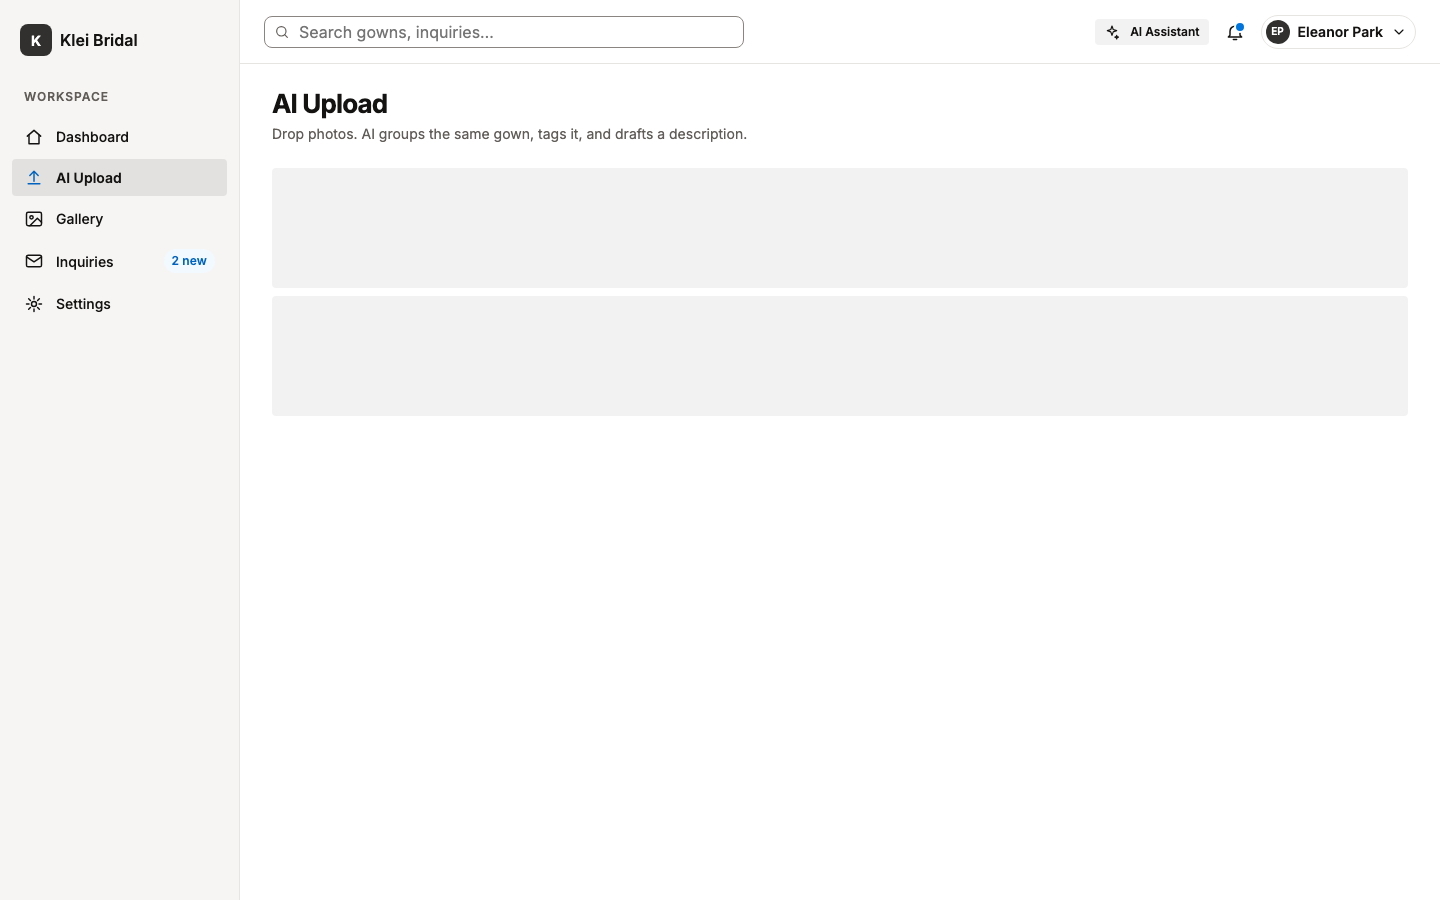 K Klei Bridal
WORKSPACE
Dashboard
AI Upload
Gallery
Inquiries 2 new
Settings
Search gowns, inquiries...
AI Assistant
EP Eleanor Park
AI Upload
Drop photos. AI groups the same gown, tags it, and drafts a description.